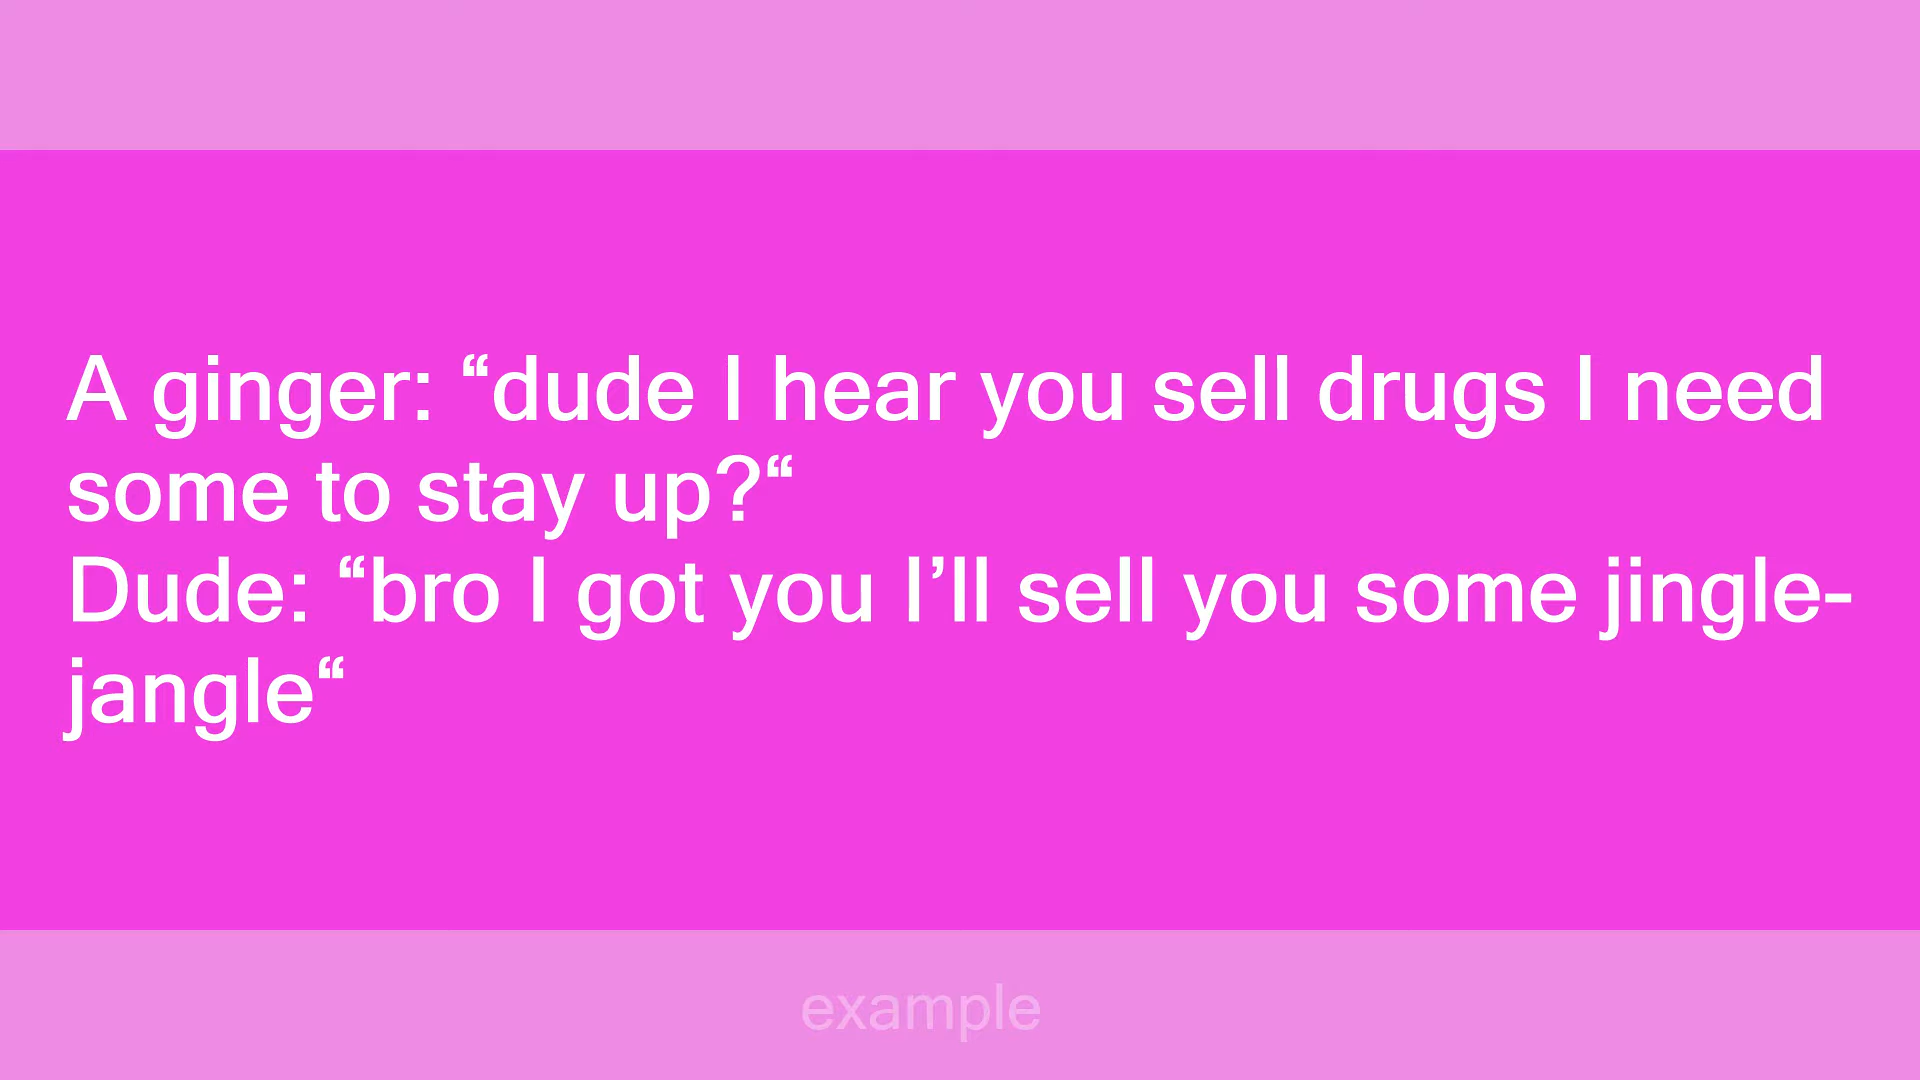 A ginger: “dude I hear you sell drugs I need
some to stay up?“
Dude: “bro I got you I’ll sell you some jingle-
jangle“
example